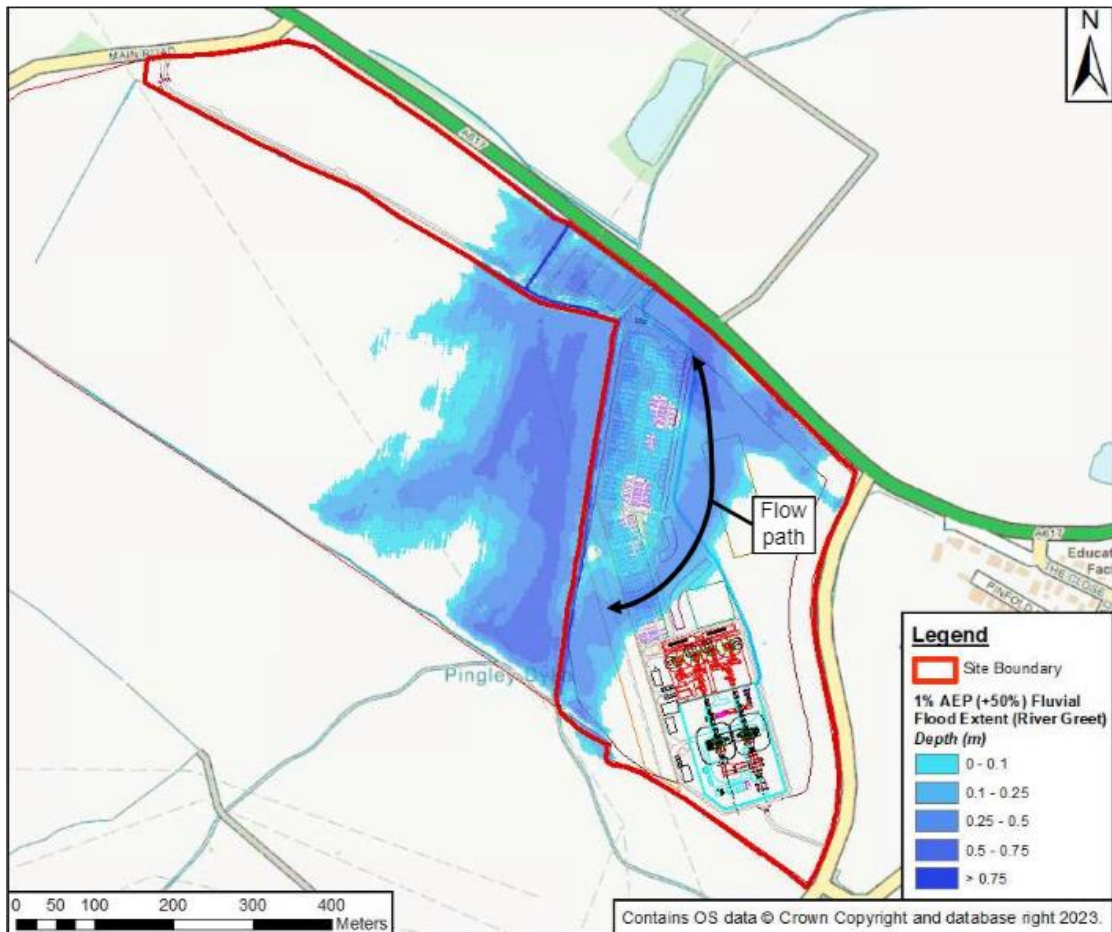 N
MAIN ROAD
A617
Flow
path
A617
THE CLOSE
PINFOLD
Educat
Fac
Pingley
Legend
Site Boundary
1% AEP (+50%) Fluvial
Flood Extent (River Greet)
Depth (m)
0 - 0.1
0.1 - 0.25
0.25 - 0.5
0.5 - 0.75
> 0.75
0 50 100 200 300 400
Meters
Contains OS data © Crown Copyright and database right 2023.